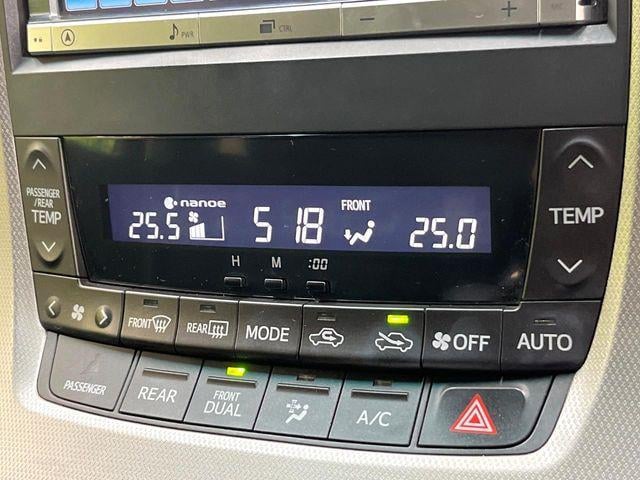 PWR
CTRL
− +
PASSENGER
/REAR
TEMP
nanoe
FRONT
25.5 5 18 25.0
H M :00
TEMP
FRONT
REAR
MODE
OFF
AUTO
PASSENGER
REAR
FRONT
DUAL
A/C